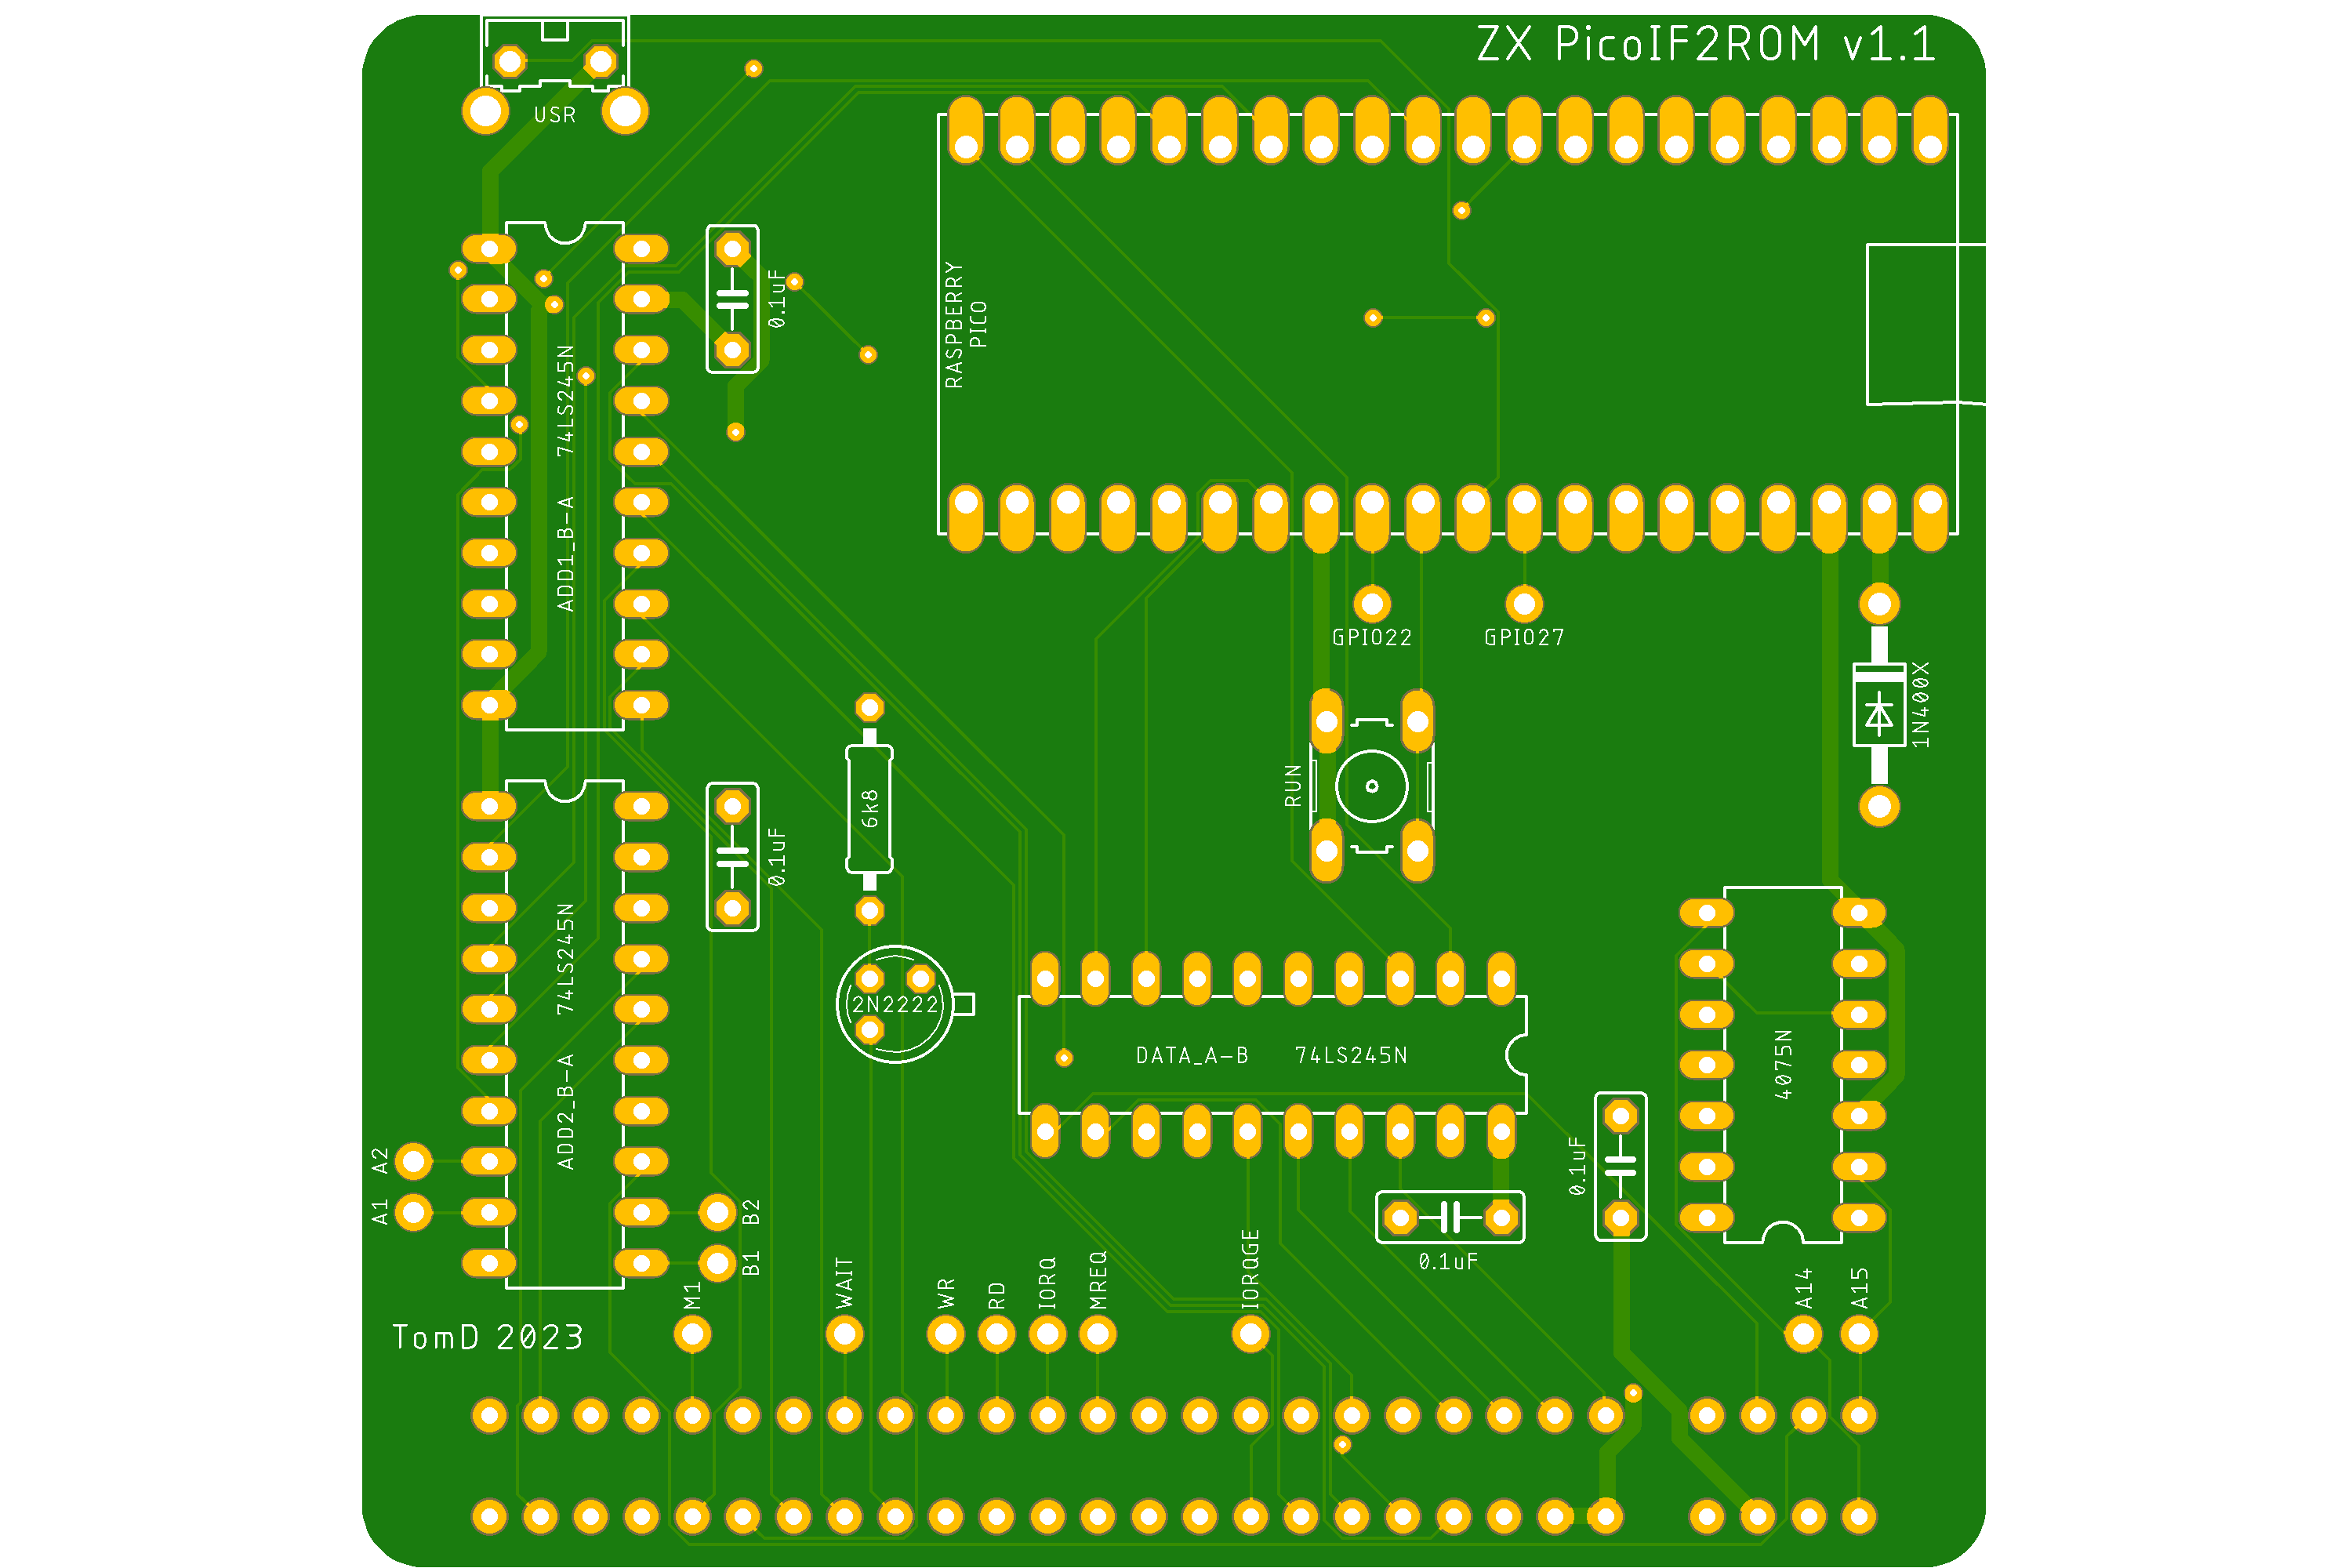 ZX PicoIF2ROM v1.1
USR
RASPBERRY
PICO
0.1uF
74LS245N
ADD1_B-A
GPIO22
GPIO27
1N400X
RUN
6k8
0.1uF
74LS245N
ADD2_B-A
2N2222
DATA_A-B 74LS245N
4075N
0.1uF
0.1uF
A2
A1
B2
B1
M1
WAIT
WR
RD
IORQ
MREQ
IORQGE
A14
A15
TomD 2023